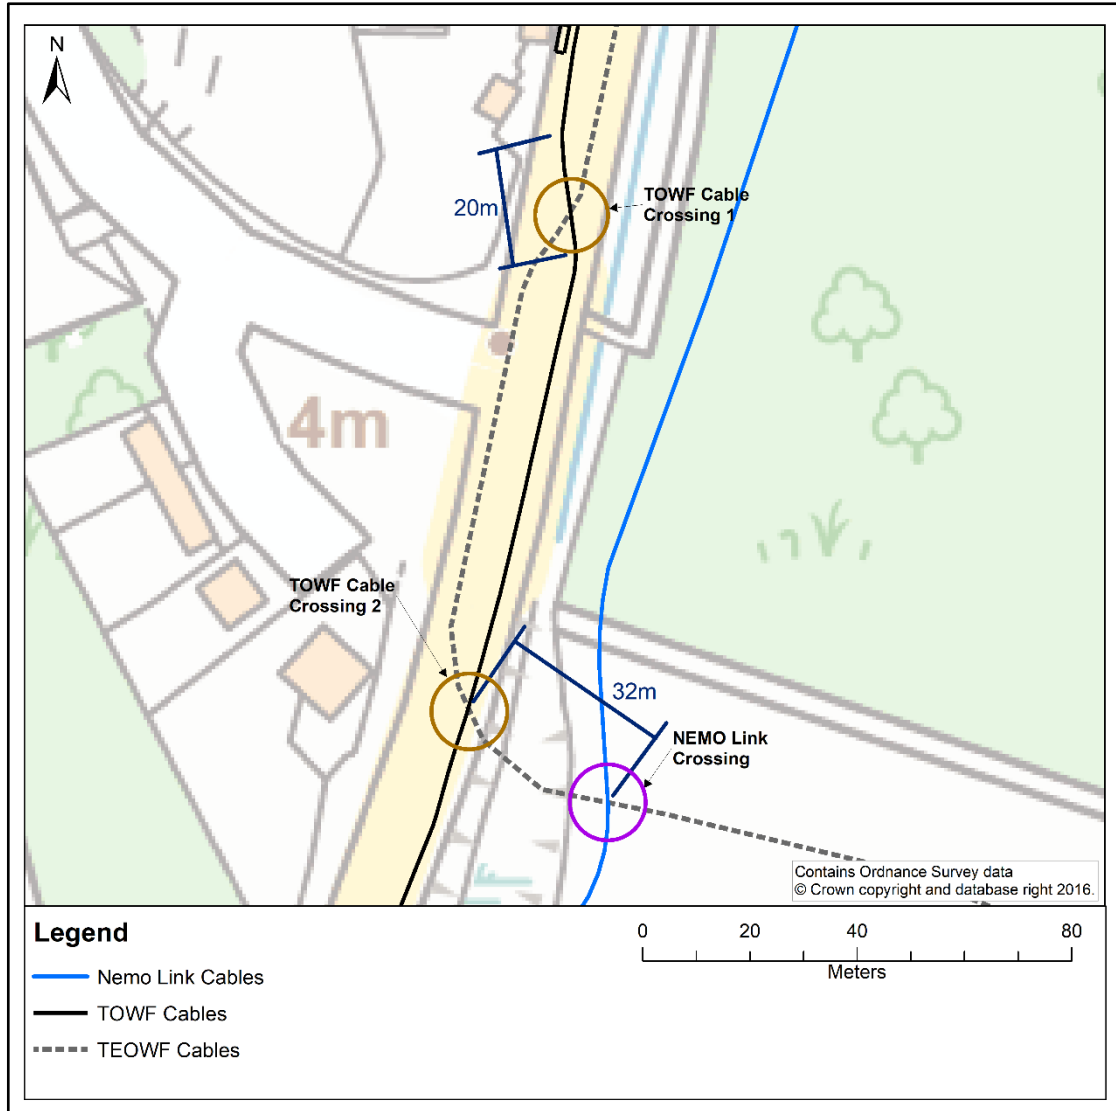 N
TOWF Cable
Crossing 1
20m
4m
TOWF Cable
Crossing 2
32m
NEMO Link
Crossing
Contains Ordnance Survey data
© Crown copyright and database right 2016.
Legend
0 20 40 80
Meters
Nemo Link Cables
TOWF Cables
TEOWF Cables